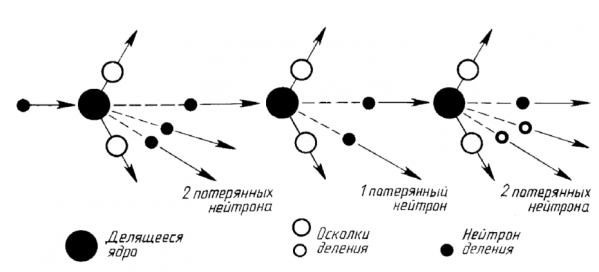 2 потерянных
нейтрона
1 потерянный
нейтрон
2 потерянных
нейтрона
Делящееся
ядро
Осколки
деления
Нейтрон
деления